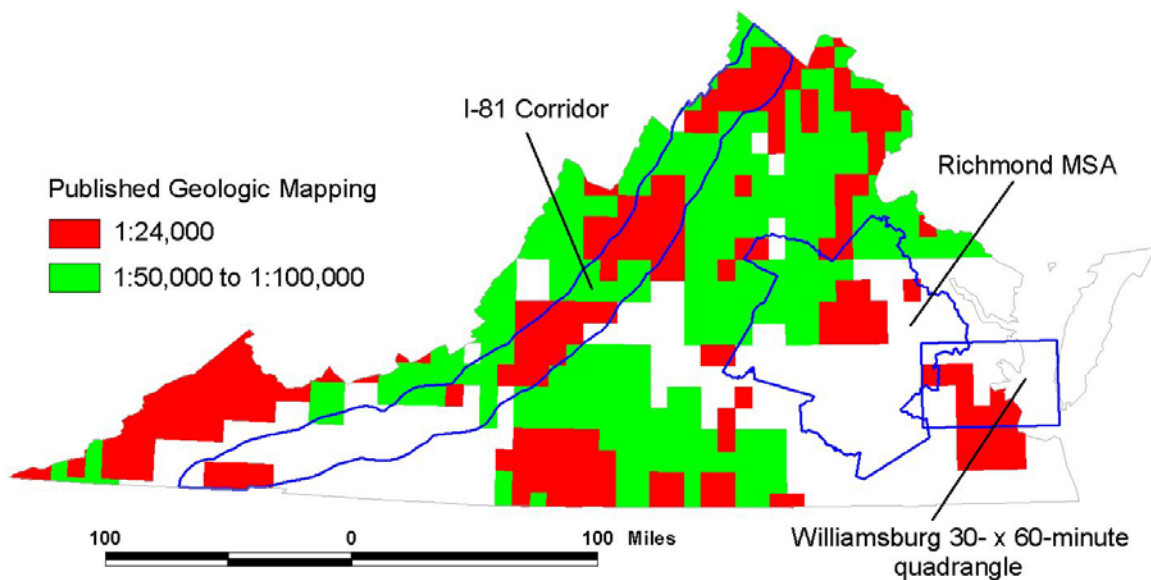 I-81 Corridor
Richmond MSA
Published Geologic Mapping
1:24,000
1:50,000 to 1:100,000
100 0 100 Miles
Williamsburg 30- x 60-minute
quadrangle